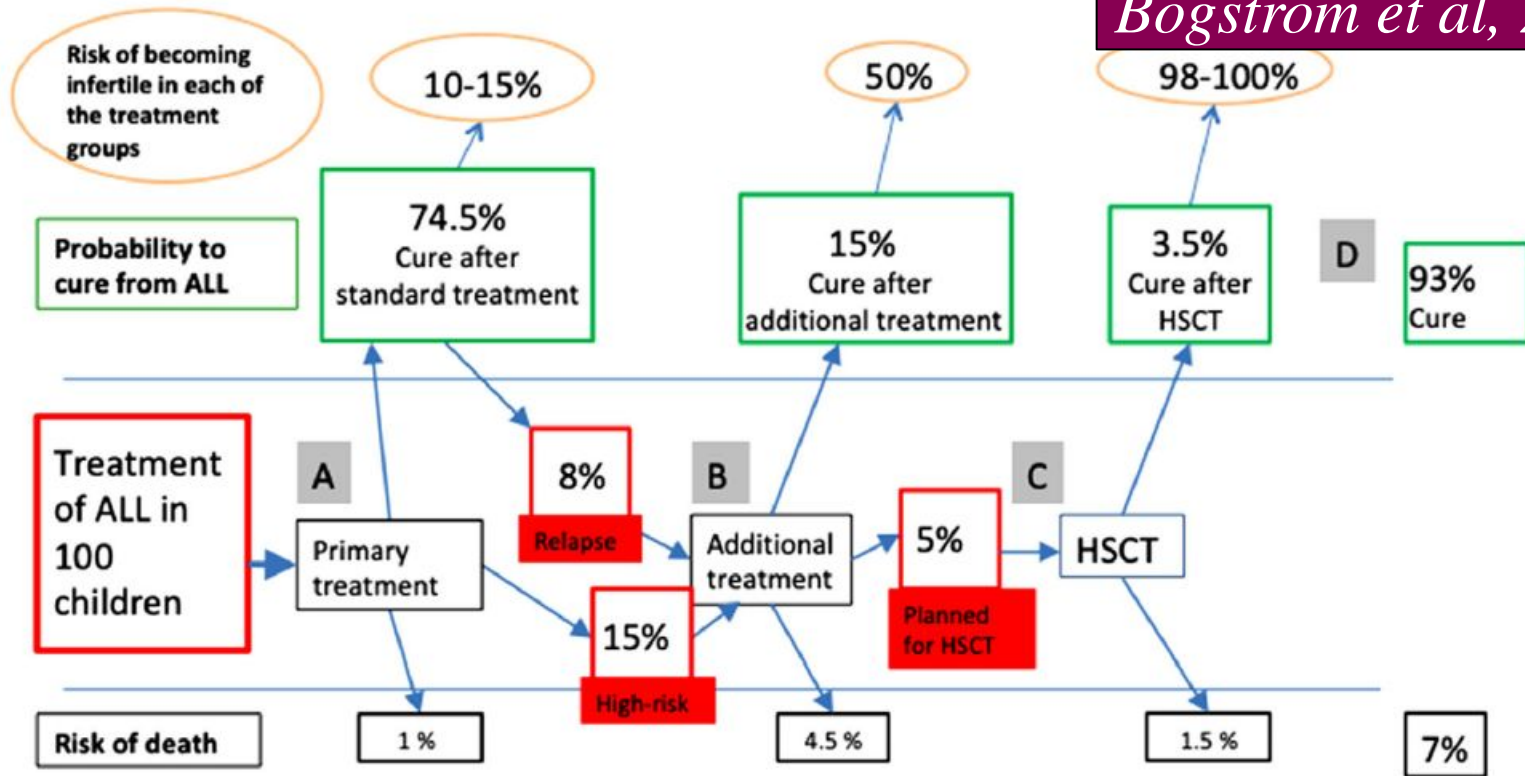 Bogstrom et al,
Risk of becoming
infertile in each of
the treatment
groups
10-15%
50%
98-100%
Probability to
cure from ALL
74.5%
Cure after
standard treatment
15%
Cure after
additional treatment
3.5%
Cure after
HSCT
D
93%
Cure
Treatment
of ALL in
100
children
A
Primary
treatment
8%
Relapse
15%
High-risk
B
Additional
treatment
5%
Planned
for HSCT
C
HSCT
Risk of death
1 %
4.5 %
1.5 %
7%